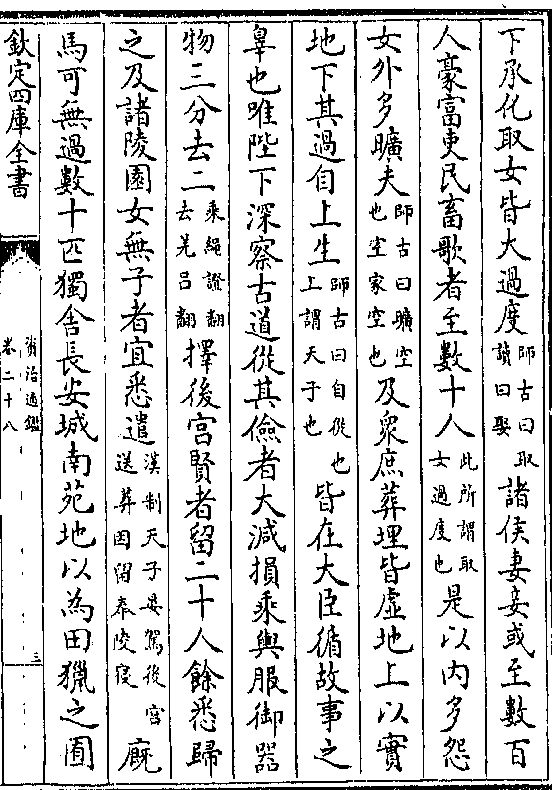 下承化取女皆大過度師古曰取讀曰娶諸侯妻妾或至數百
人豪富吏民畜歌者至數十人此所謂取女過度也是以内多怨
女外多曠夫師古曰曠空也空家空也及衆庶葬埋皆虚地上以實
地下其過自上生師古曰自從也上謂天子也皆在大臣循故事之
辠也唯陛下深察古道從其儉者大減損乘輿服御器
物三分去二乘繩證翻去羌呂翻擇後宫賢者留二十人餘悉歸
之及諸陵園女無子者宜悉遣漢制天子晏駕後宫送葬因留奉陵寢廐
馬可無過數十匹獨舍長安城南苑地以為田獵之囿
欽定四庫全書
資治通鑑
卷二十八
三